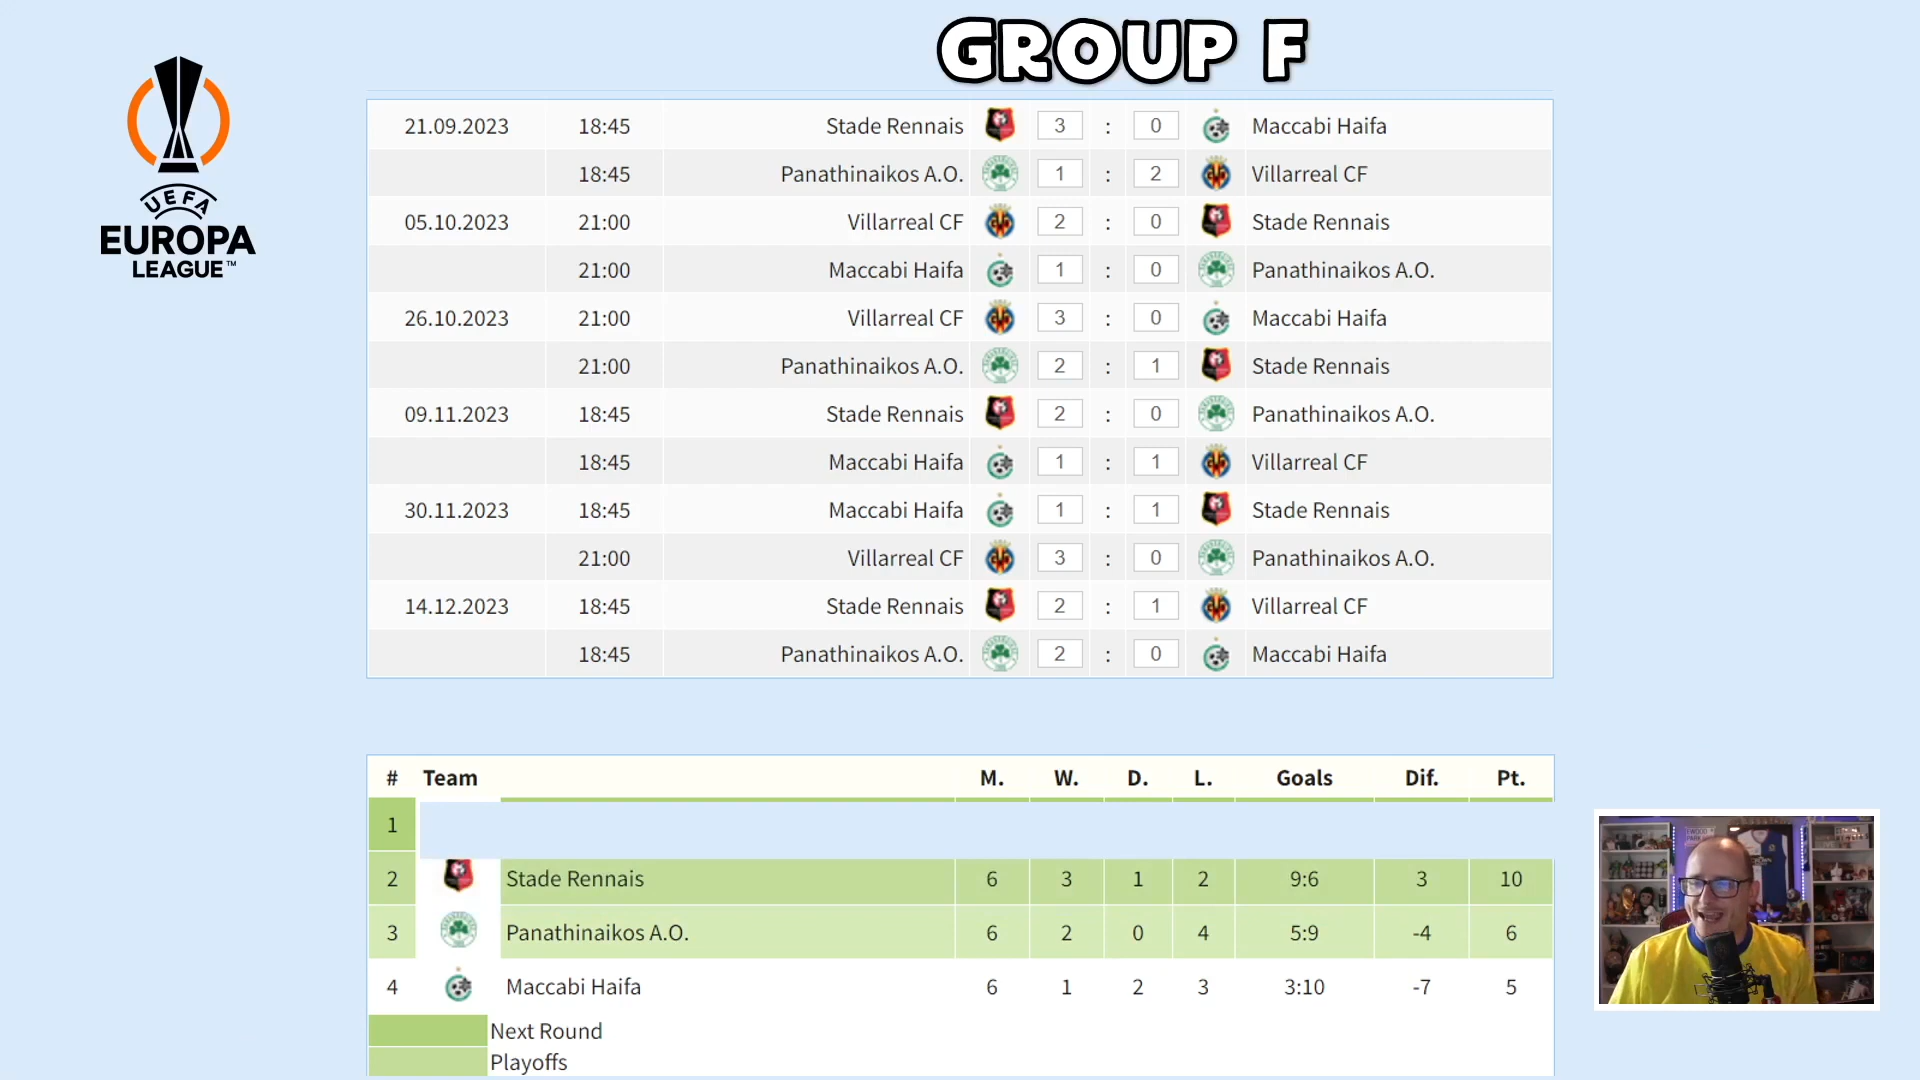 GROUP F
UEFA
EUROPA
LEAGUE™
21.09.2023 18:45 Stade Rennais 3 : 0 Maccabi Haifa
18:45 Panathinaikos A.O. 1 : 2 Villarreal CF
05.10.2023 21:00 Villarreal CF 2 : 0 Stade Rennais
21:00 Maccabi Haifa 1 : 0 Panathinaikos A.O.
26.10.2023 21:00 Villarreal CF 3 : 0 Maccabi Haifa
21:00 Panathinaikos A.O. 2 : 1 Stade Rennais
09.11.2023 18:45 Stade Rennais 2 : 0 Panathinaikos A.O.
18:45 Maccabi Haifa 1 : 1 Villarreal CF
30.11.2023 18:45 Maccabi Haifa 1 : 1 Stade Rennais
21:00 Villarreal CF 3 : 0 Panathinaikos A.O.
14.12.2023 18:45 Stade Rennais 2 : 1 Villarreal CF
18:45 Panathinaikos A.O. 2 : 0 Maccabi Haifa
# Team M. W. D. L. Goals Dif. Pt.
1
2 Stade Rennais 6 3 1 2 9:6 3 10
3 Panathinaikos A.O. 6 2 0 4 5:9 -4 6
4 Maccabi Haifa 6 1 2 3 3:10 -7 5
Next Round
Playoffs